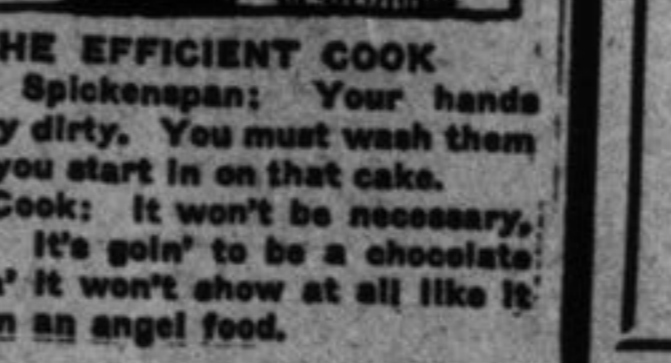 HE EFFICIENT COOK
Spickenspan: Your hands
y dirty. You must wash them
you start in on that cake.
Cook: It won't be necessary,
It's goin' to be a chocolate
n' it won't show at all like it
n an angel food.